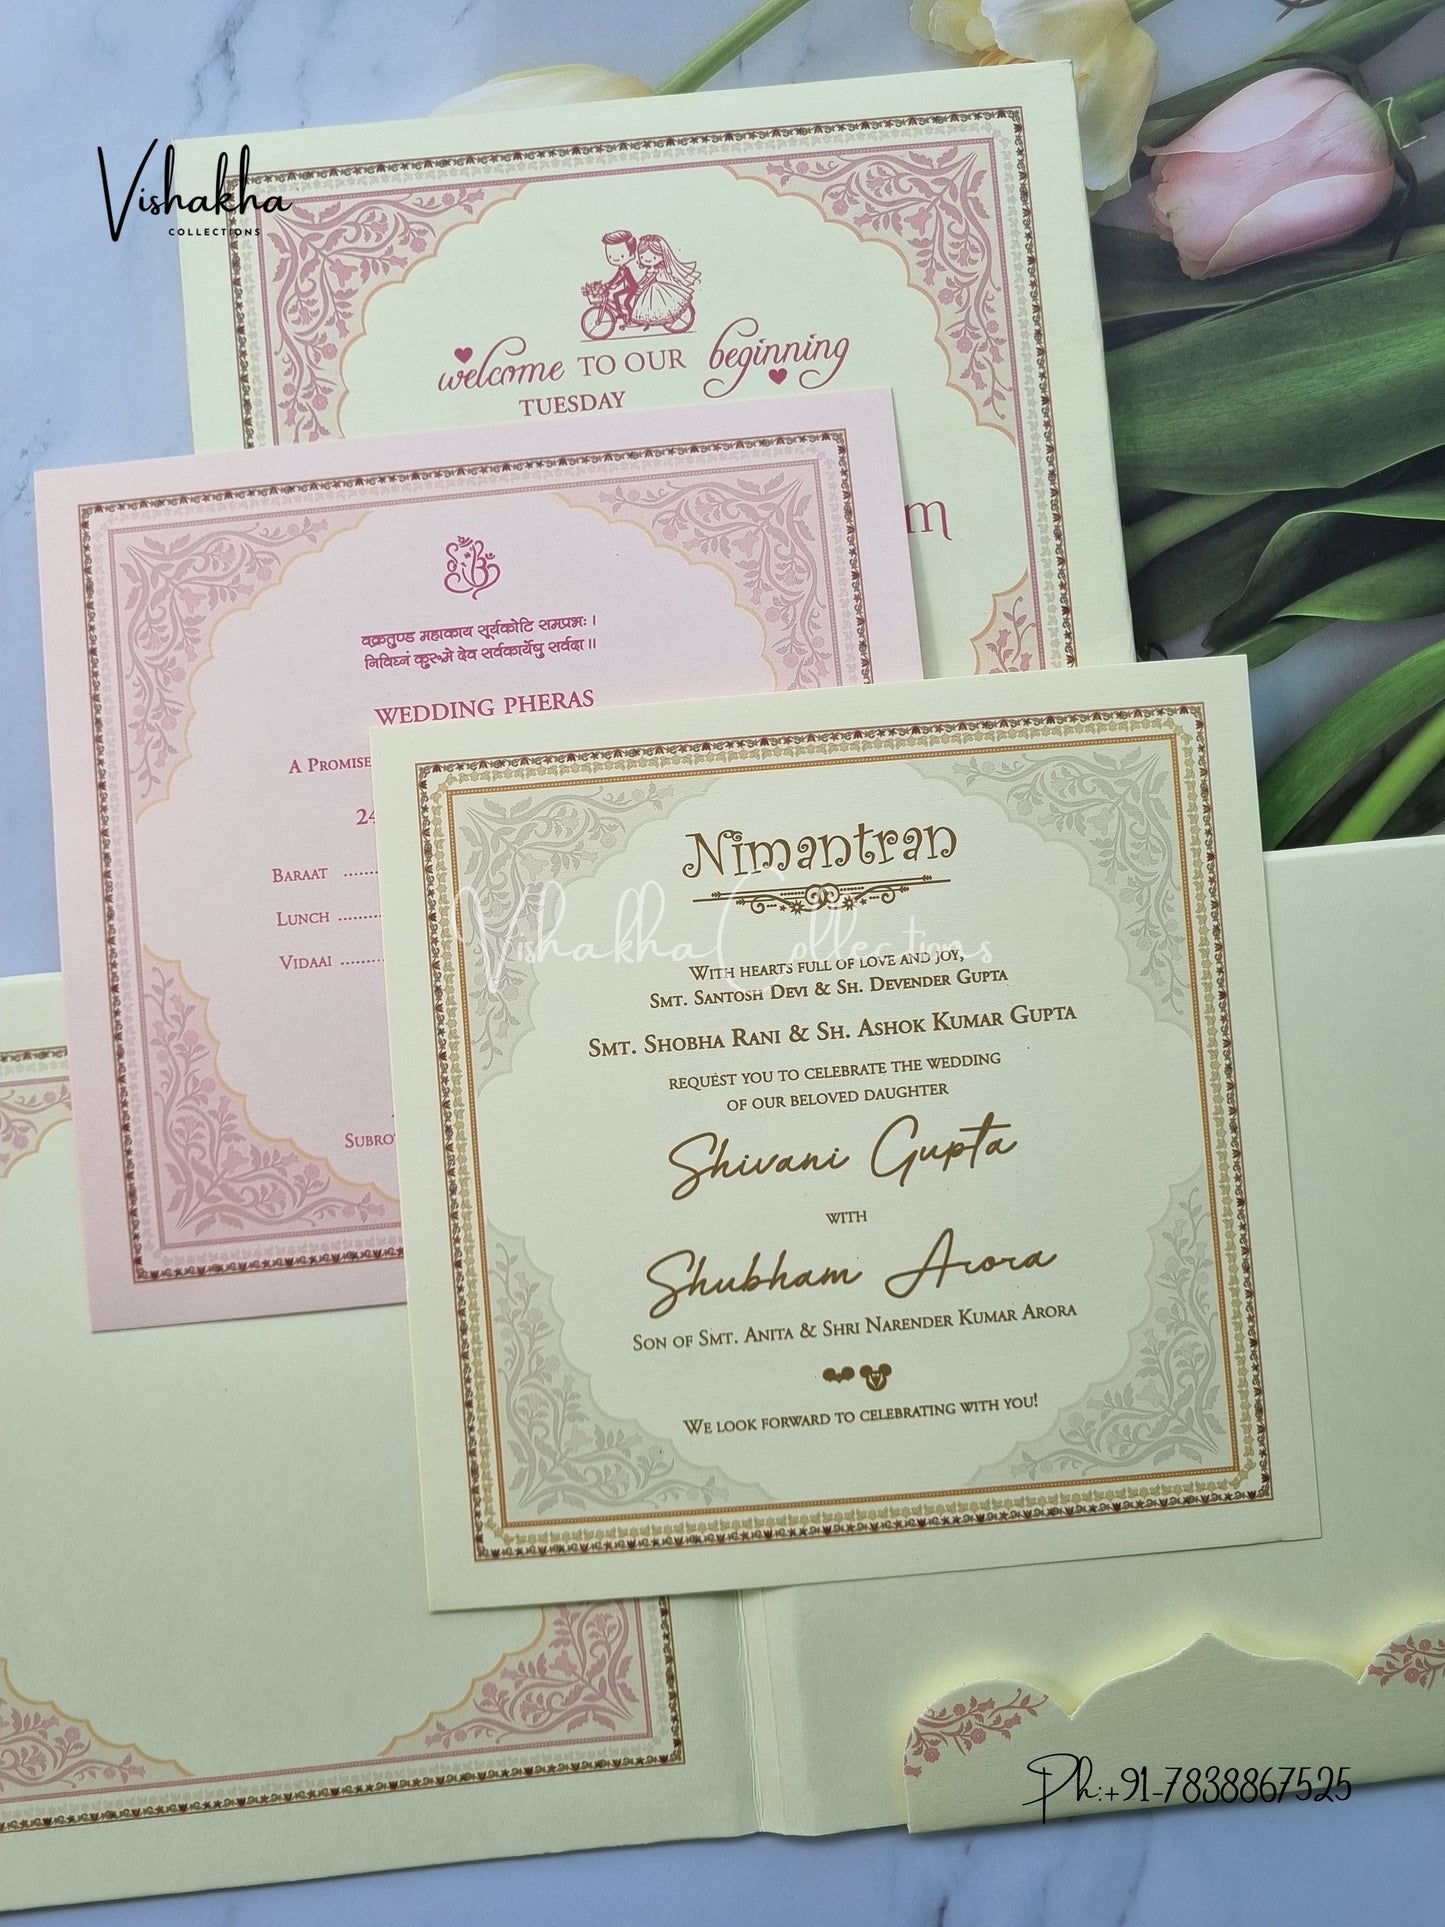 Vishakha
COLLECTIONS
welcome TO OUR beginning
TUESDAY
m
वक्रतुण्ड महाकाय सूर्यकोटि समप्रभः।
निविघ्नं कुरूमे देव सर्वकार्येषु सर्वदा॥
WEDDING PHERAS
A PROMISE
24
BARAAT ......
LUNCH ......
VIDAAI ......
SUBRO
Nimantran
Vishakha Collections
WITH HEARTS FULL OF LOVE AND JOY,
SMT. SANTOSH DEVI & SH. DEVENDER GUPTA
SMT. SHOBHA RANI & SH. ASHOK KUMAR GUPTA
REQUEST YOU TO CELEBRATE THE WEDDING
OF OUR BELOVED DAUGHTER
Shivani Gupta
WITH
Shubham Arora
SON OF SMT. ANITA & SHRI NARENDER KUMAR ARORA
WE LOOK FORWARD TO CELEBRATING WITH YOU!
Ph:+91-7838867525